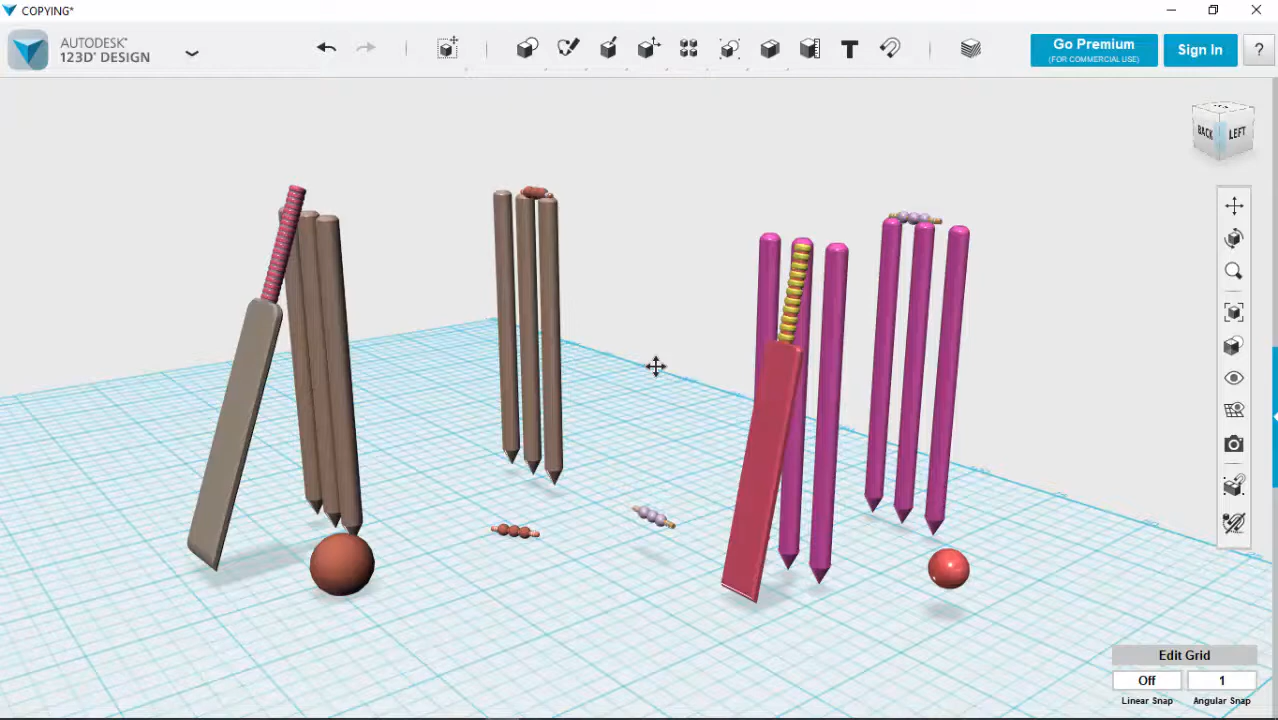 COPYING*
AUTODESK®
123D® DESIGN
T
Go Premium
(FOR COMMERCIAL USE)
Sign In
?
BACK
LEFT
Edit Grid
Off
1
Linear Snap
Angular Snap